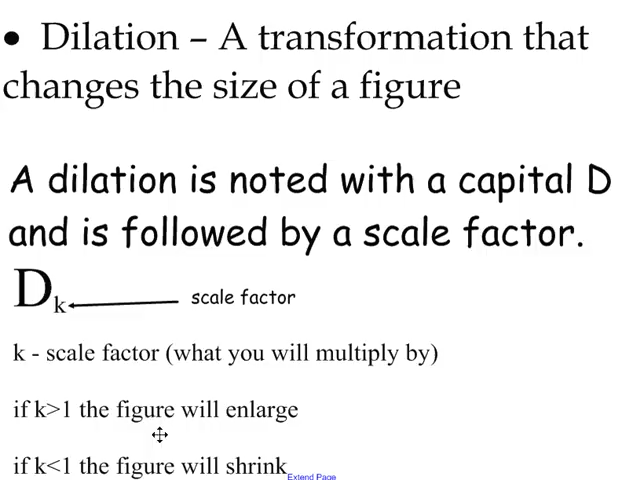 • Dilation – A transformation that
changes the size of a figure
A dilation is noted with a capital D
and is followed by a scale factor.
Dk scale factor
k - scale factor (what you will multiply by)
if k>1 the figure will enlarge
if k<1 the figure will shrink
Extend Page